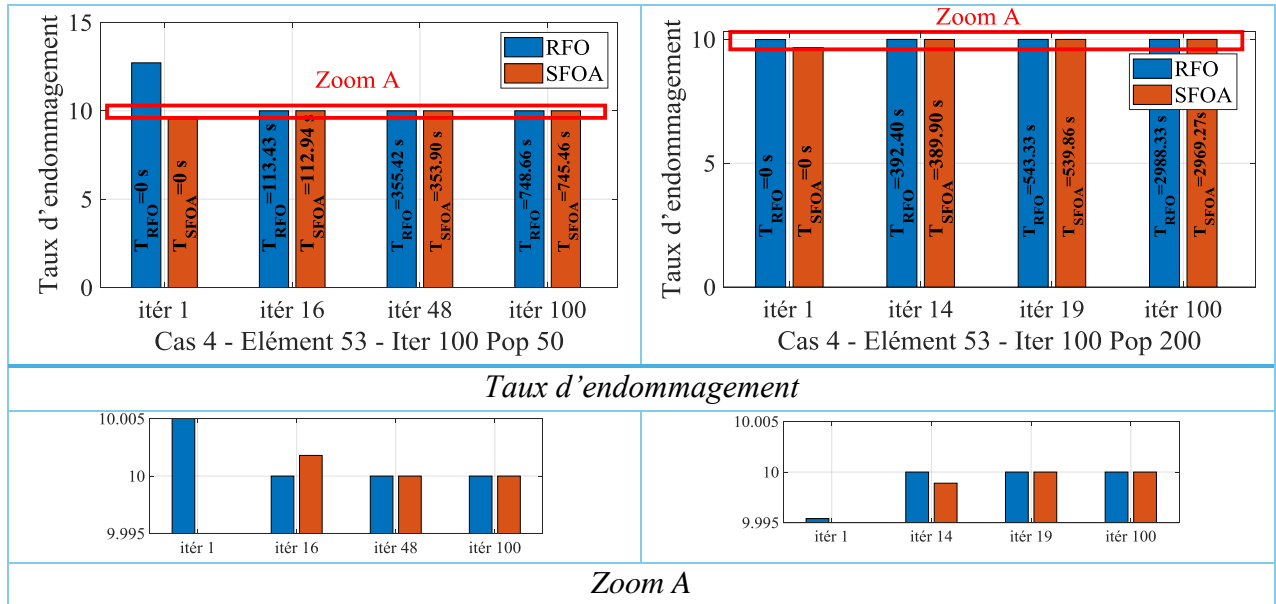 Taux d'endommagement
15
10
5
0
Zoom A
RFO
SFOA
T_RFO=0 s
T_SFOA=0 s
T_RFO=113.43 s
T_SFOA=112.94 s
T_RFO=355.42 s
T_SFOA=353.90 s
T_RFO=748.66 s
T_SFOA=745.46 s
itér 1 itér 16 itér 48 itér 100
Cas 4 - Elément 53 - Iter 100 Pop 50
Zoom A
Taux d'endommagement
10
5
0
RFO
SFOA
T_RFO=0 s
T_SFOA=0 s
T_RFO=392.40 s
T_SFOA=389.90 s
T_RFO=543.33 s
T_SFOA=539.86 s
T_RFO=2988.33 s
T_SFOA=2969.27s
itér 1 itér 14 itér 19 itér 100
Cas 4 - Elément 53 - Iter 100 Pop 200
Taux d'endommagement
10.005
10
9.995
itér 1 itér 16 itér 48 itér 100
10.005
10
9.995
itér 1 itér 14 itér 19 itér 100
Zoom A